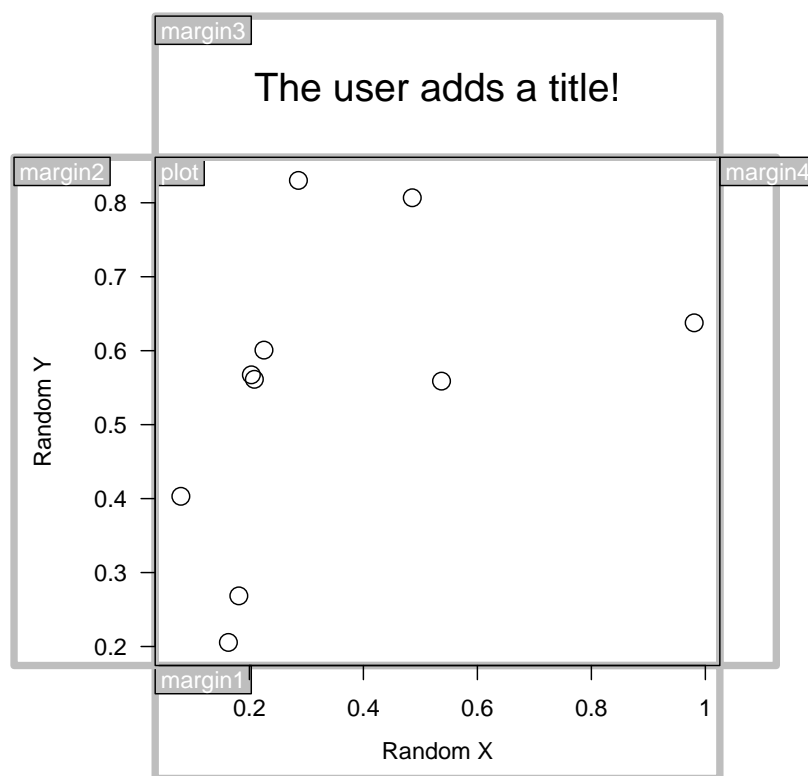 margin3
The user adds a title!
margin2
plot
margin4
0.8
0.7
0.6
0.5
0.4
0.3
0.2
Random Y
margin1
0.2 0.4 0.6 0.8 1
Random X